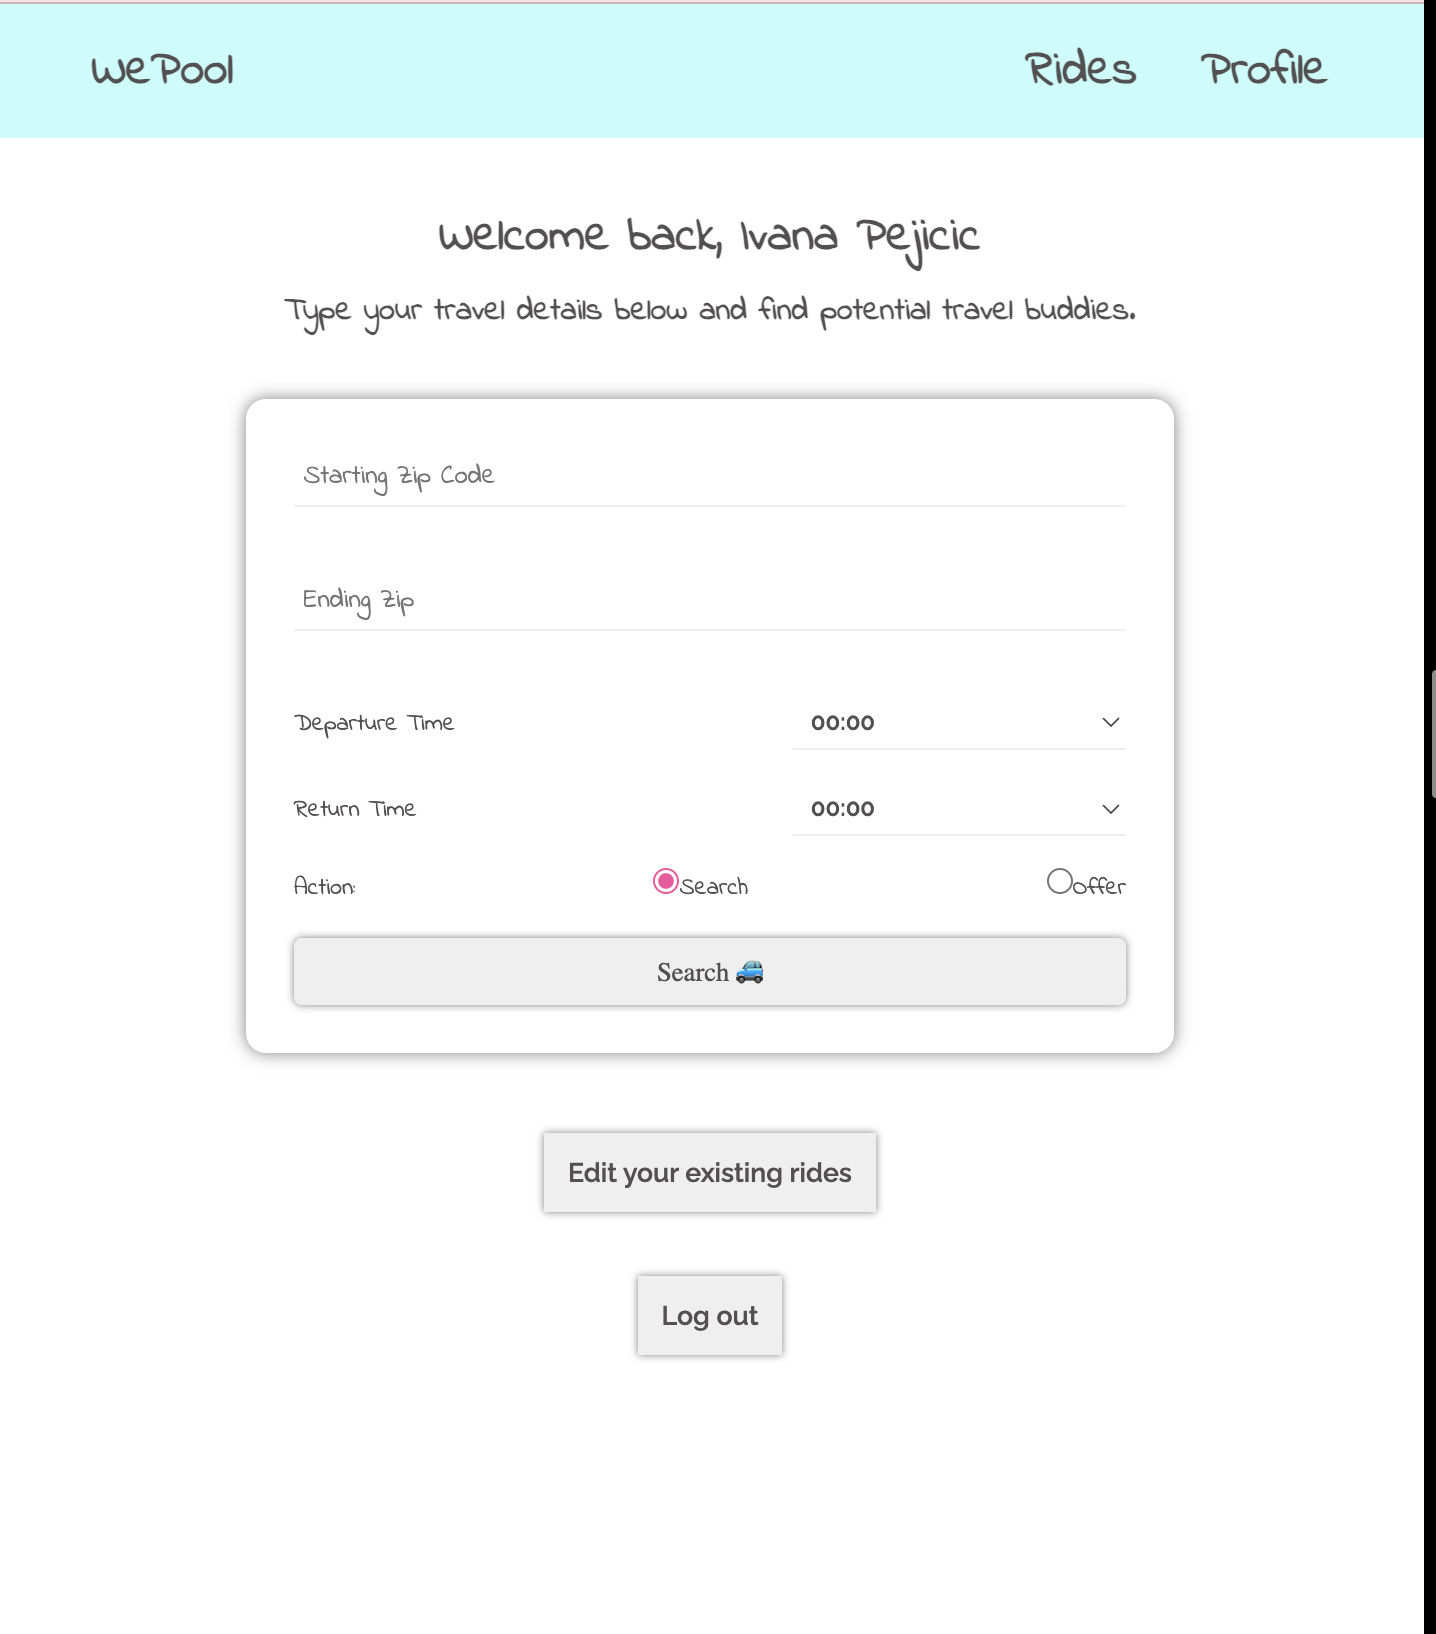 WePool Rides Profile
Welcome back, Ivana Pejicic
Type your travel details below and find potential travel buddies.
Starting Zip Code
Ending Zip
Departure Time 00:00
Return Time 00:00
Action: Search Offer
Search 🚙
Edit your existing rides
Log out